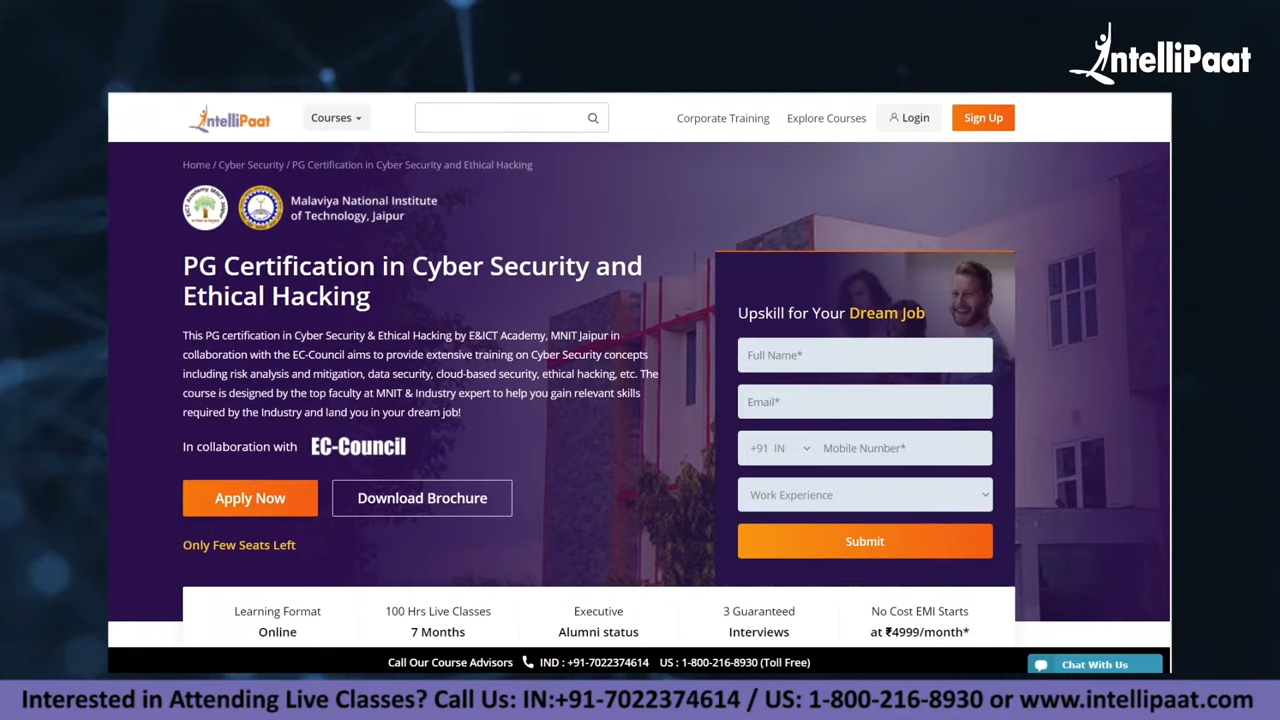 IntelliPaat
IntelliPaat
Courses
Corporate Training
Explore Courses
Login
Sign Up
Home / Cyber Security / PG Certification in Cyber Security and Ethical Hacking
Malaviya National Institute
of Technology, Jaipur
PG Certification in Cyber Security and
Ethical Hacking
This PG certification in Cyber Security & Ethical Hacking by E&ICT Academy, MNIT Jaipur in
collaboration with the EC-Council aims to provide extensive training on Cyber Security concepts
including risk analysis and mitigation, data security, cloud-based security, ethical hacking, etc. The
course is designed by the top faculty at MNIT & Industry expert to help you gain relevant skills
required by the Industry and land you in your dream job!
In collaboration with EC-Council
Apply Now
Download Brochure
Only Few Seats Left
Upskill for Your Dream Job
Full Name*
Email*
+91 IN Mobile Number*
Work Experience
Submit
Learning Format
Online
100 Hrs Live Classes
7 Months
Executive
Alumni status
3 Guaranteed
Interviews
No Cost EMI Starts
at ₹4999/month*
Call Our Course Advisors IND : +91-7022374614 US : 1-800-216-8930 (Toll Free)
Chat With Us
Interested in Attending Live Classes? Call Us: IN:+91-7022374614 / US: 1-800-216-8930 or www.intellipaat.com